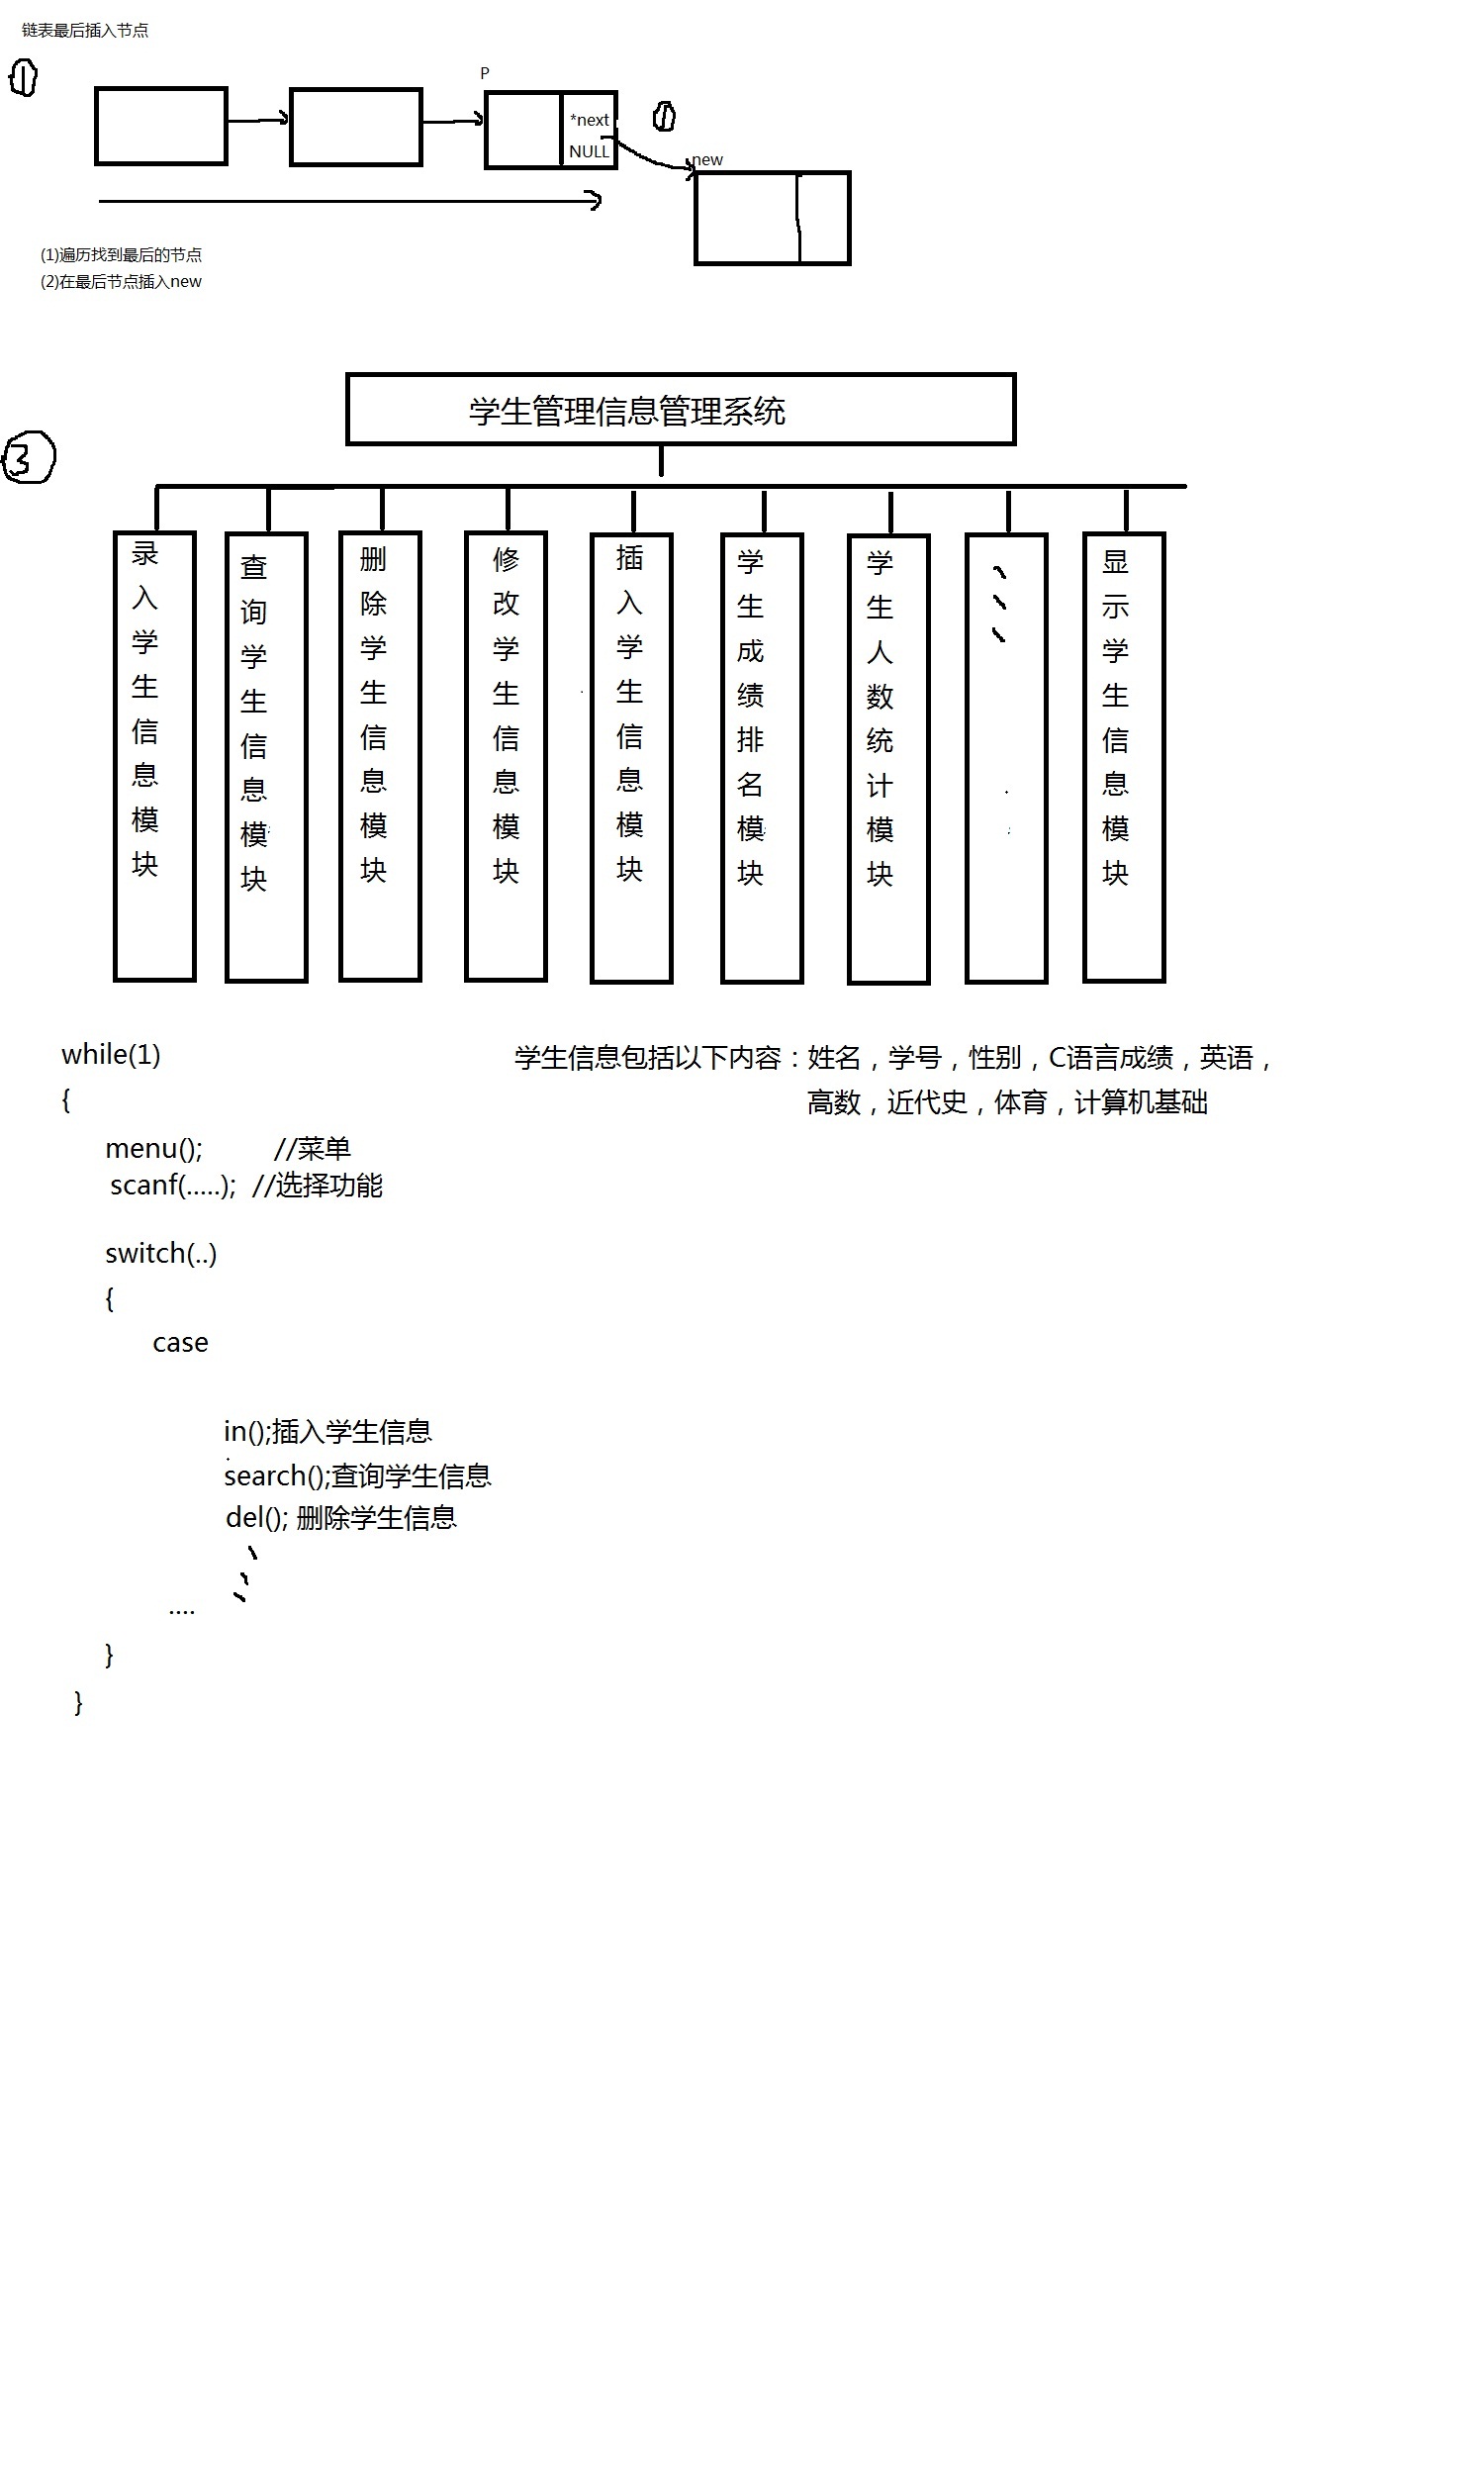 链表最后插入节点
①
P
*next
NULL
①
new
(1)遍历找到最后的节点
(2)在最后节点插入new
学生管理信息管理系统
③
录入学生信息模块
查询学生信息模块
删除学生信息模块
修改学生信息模块
插入学生信息模块
学生成绩排名模块
学生人数统计模块
显示学生信息模块
while(1)
{
menu(); //菜单
scanf(.....); //选择功能
switch(..)
{
case
in();插入学生信息
search();查询学生信息
del(); 删除学生信息
....
}
}
学生信息包括以下内容：姓名，学号，性别，C语言成绩，英语，
高数，近代史，体育，计算机基础